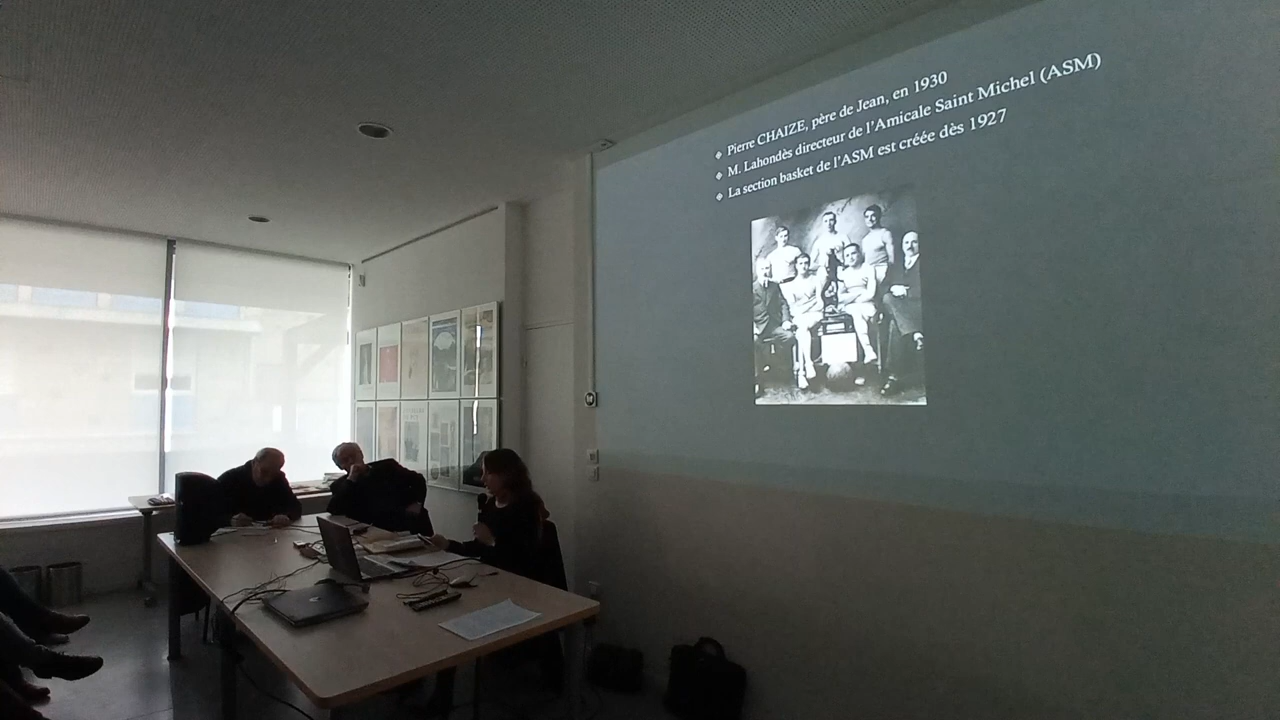 Pierre CHAIZE, père de Jean, en 1930
M. Lahondès directeur de l'Amicale Saint Michel (ASM)
La section basket de l'ASM est créée dès 1927